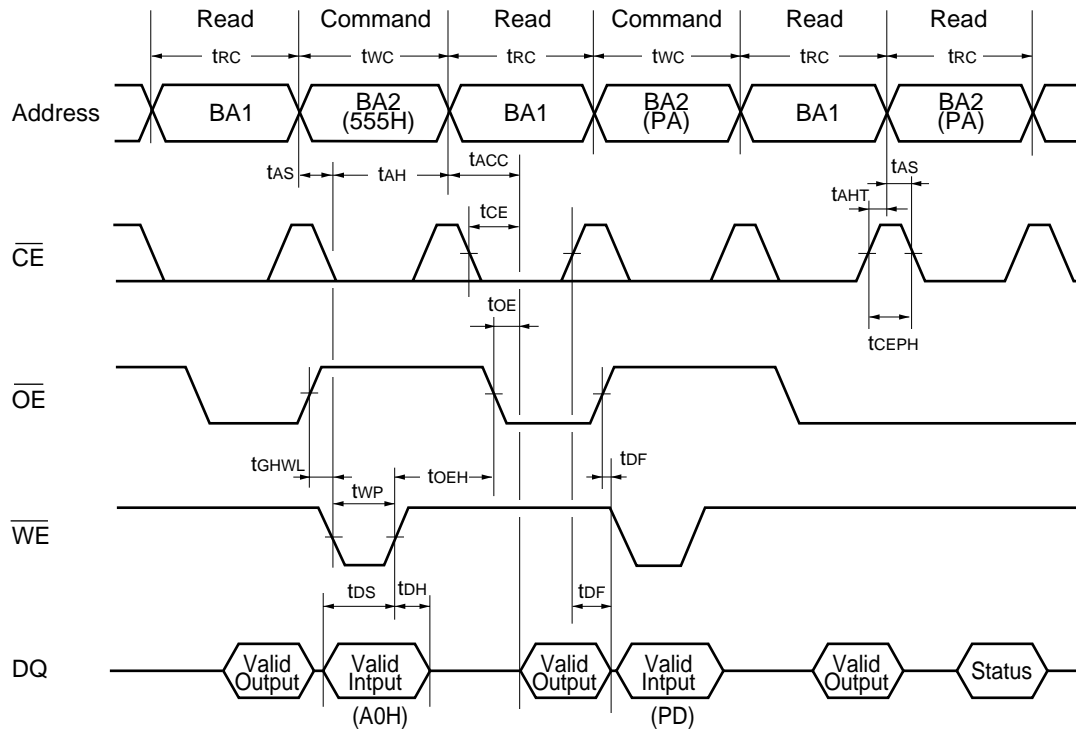 Read Command Read Command Read Read
tRC tWC tRC tWC tRC tRC
Address BA1 BA2 BA1 BA2 BA1 BA2
(555H) (PA) (PA)
tAS tAH tACC tAS
tAHT
tCE
CE
tOE
tCEPH
OE
tGHWL tWP tOEH tDF
WE
tDS tDH tDF
DQ Valid Valid Valid Valid Valid Status
Output Intput Output Intput Output
(A0H) (PD)